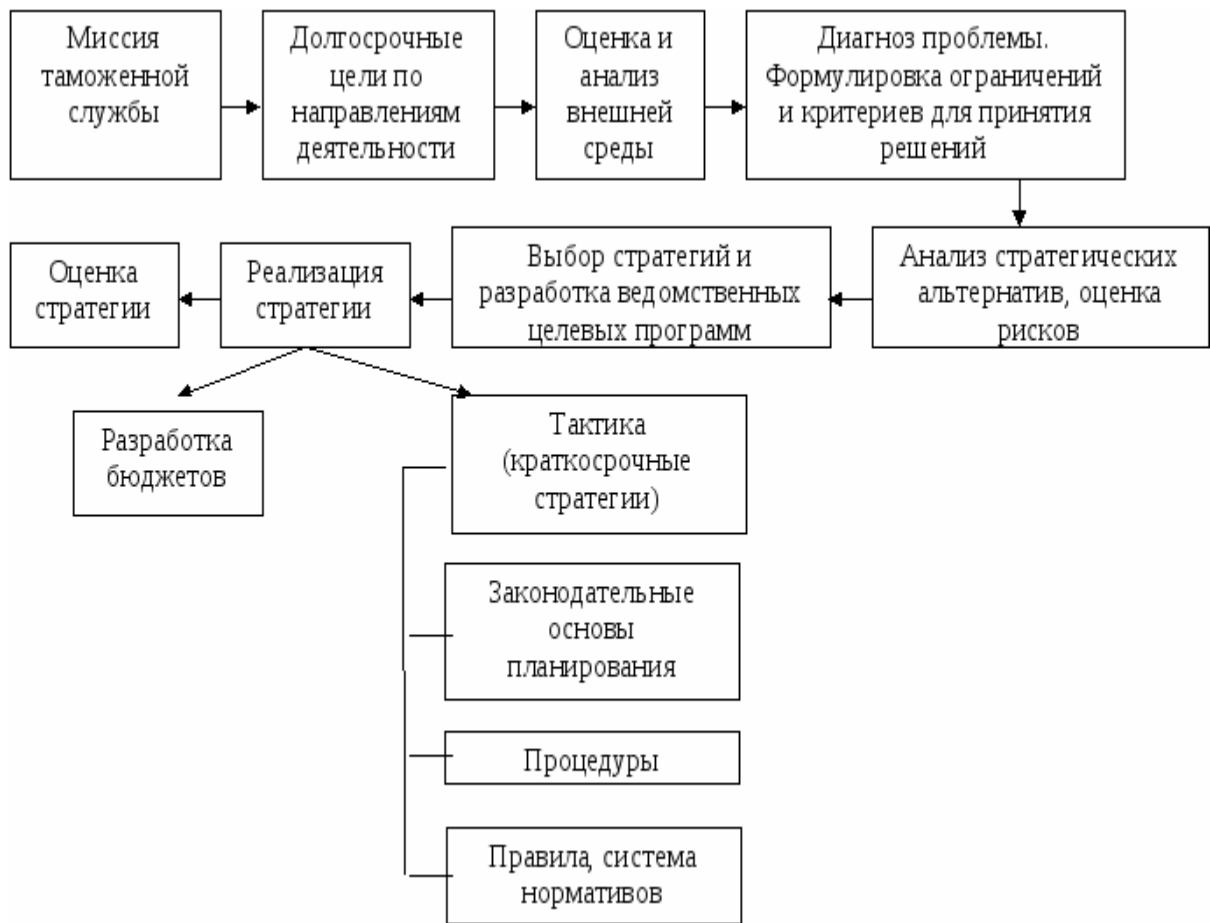 Миссия
таможенной
службы
Долгосрочные
цели по
направлениям
деятельности
Оценка и
анализ
внешней
среды
Диагноз проблемы.
Формулировка ограничений
и критериев для принятия
решений
Оценка
стратегии
Реализация
стратегии
Выбор стратегий и
разработка ведомственных
целевых программ
Анализ стратегических
альтернатив, оценка
рисков
Разработка
бюджетов
Тактика
(краткосрочные
стратегии)
Законодательные
основы
планирования
Процедуры
Правила, система
нормативов